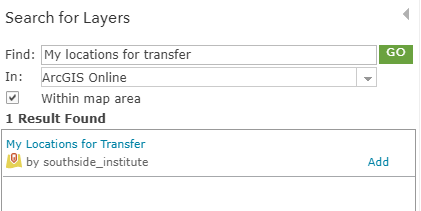 Search for Layers
Find: My locations for transfer GO
In: ArcGIS Online
Within map area
1 Result Found
My Locations for Transfer
by southside_institute Add